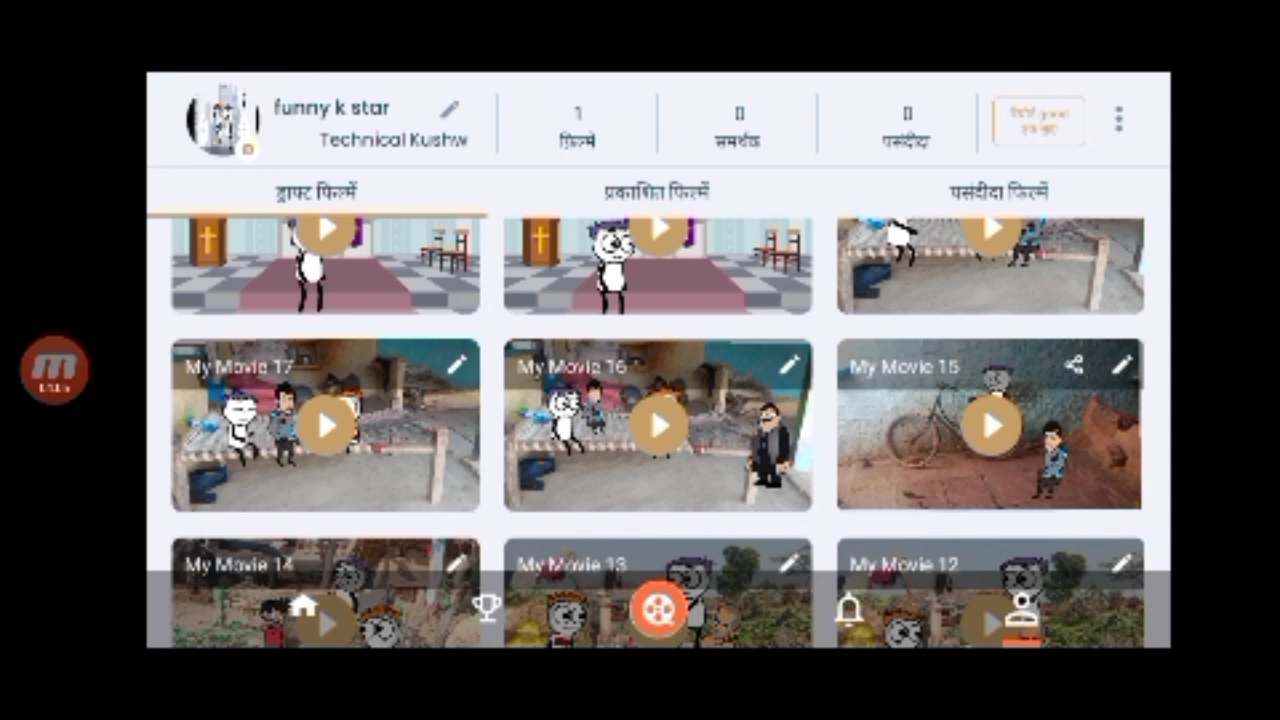 funny k star
Technical Kushw
1
फ़िल्में
0
समर्थक
0
पसंदीदा
ड्राफ्ट फिल्में
प्रकाशित फिल्में
पसंदीदा फिल्में
My Movie 17
My Movie 16
My Movie 15
My Movie 14
My Movie 13
My Movie 12